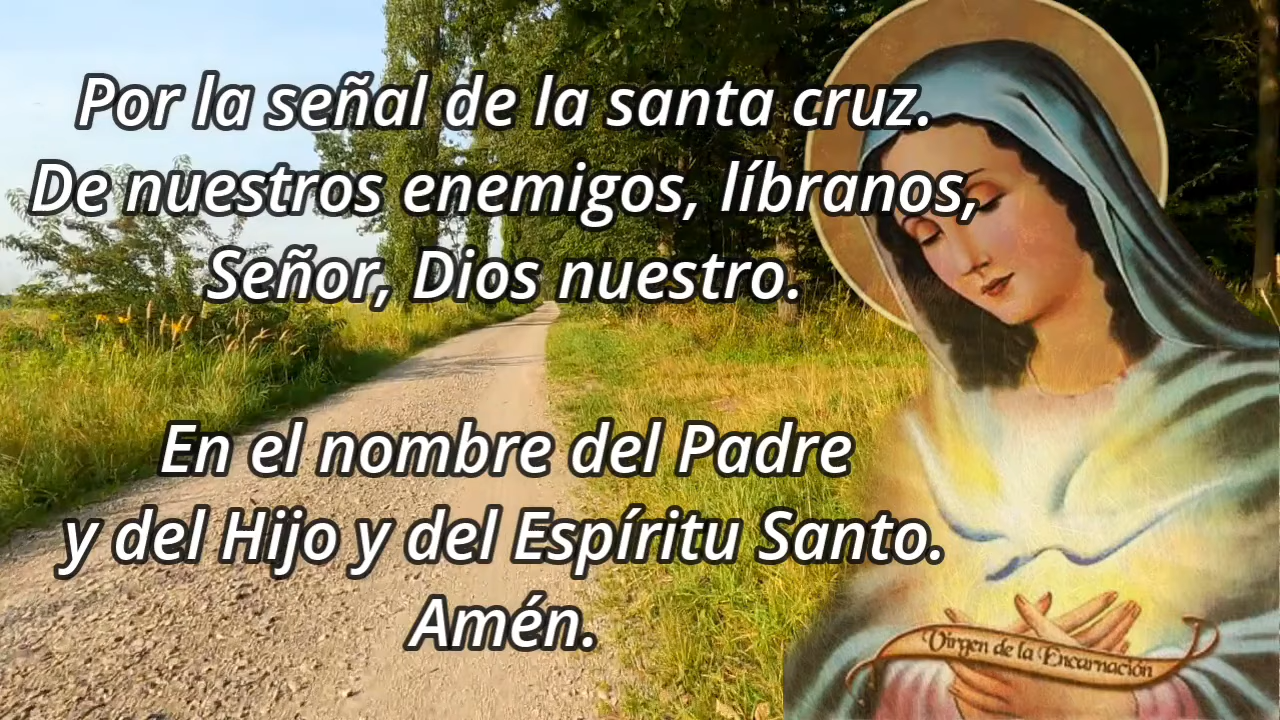 Por la señal de la santa cruz.
De nuestros enemigos, líbranos,
Señor, Dios nuestro.
En el nombre del Padre
y del Hijo y del Espíritu Santo.
Amén.
Virgen de la Encarnación